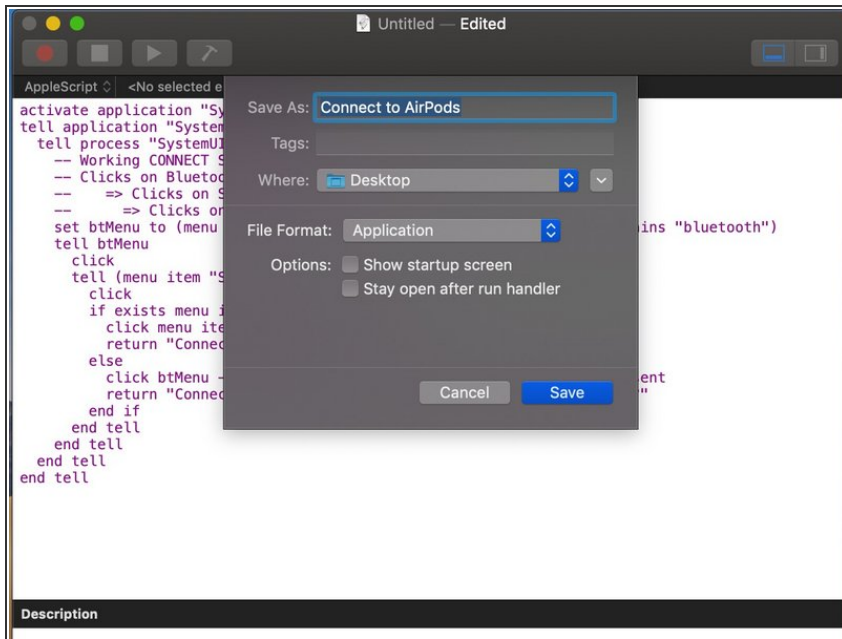 Untitled — Edited
AppleScript <No selected e
activate application "Sy
tell application "System
tell process "SystemUI
-- Working CONNECT S
-- Clicks on Bluetoo
-- => Clicks on S
-- => Clicks or
set btMenu to (menu ins "bluetooth")
tell btMenu
click
tell (menu item "S
click
if exists menu i
click menu ite
return "Connec
else
click btMenu - ent
return "Connec "
end if
end tell
end tell
end tell
end tell
Save As: Connect to AirPods
Tags:
Where: Desktop
File Format: Application
Options: Show startup screen
Stay open after run handler
Cancel Save
Description